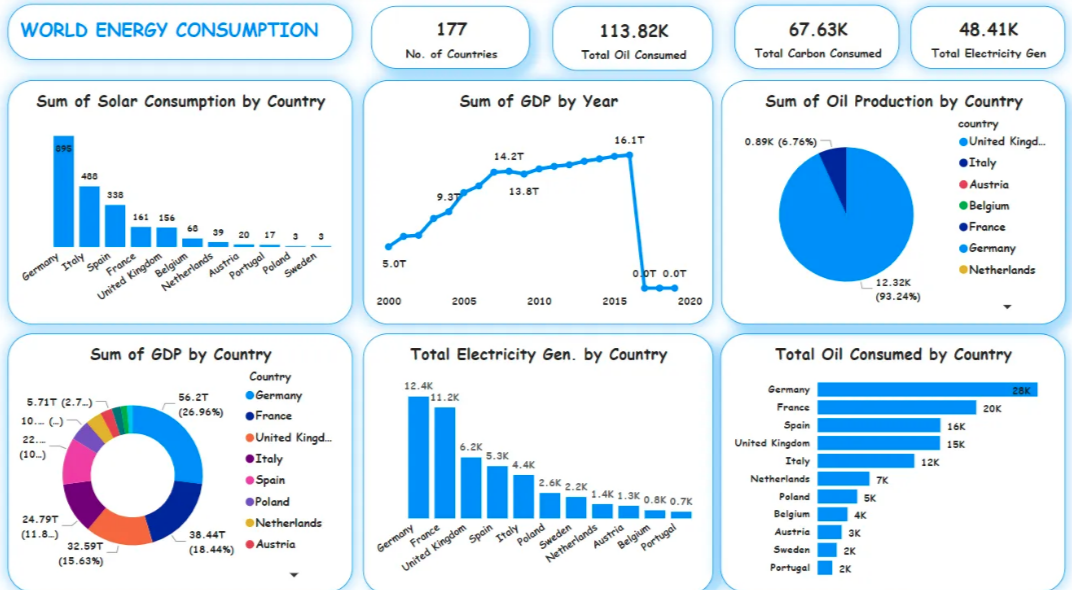 WORLD ENERGY CONSUMPTION
177
No. of Countries
113.82K
Total Oil Consumed
67.63K
Total Carbon Consumed
48.41K
Total Electricity Gen
Sum of Solar Consumption by Country
895
488
338
161
156
68
39
20
17
3
3
Germany
Italy
Spain
France
United Kingdom
Belgium
Netherlands
Austria
Portugal
Poland
Sweden
Sum of GDP by Year
16.1T
14.2T
13.8T
9.3T
5.0T
0.0T 0.0T
2000 2005 2010 2015 2020
Sum of Oil Production by Country
country
0.89K (6.76%)
United Kingd...
Italy
Austria
Belgium
France
Germany
Netherlands
12.32K
(93.24%)
Sum of GDP by Country
Country
Germany
France
United Kingd...
Italy
Spain
Poland
Netherlands
Austria
5.71T (2.7...)
10.... (...)
22....
(10...)
24.79T
(11.8...)
32.59T
(15.63%)
38.44T
(18.44%)
56.2T
(26.96%)
Total Electricity Gen. by Country
12.4K
11.2K
6.2K
5.3K
4.4K
2.6K
2.2K
1.4K
1.3K
0.8K
0.7K
Germany
France
United Kingdom
Spain
Italy
Poland
Sweden
Netherlands
Austria
Belgium
Portugal
Total Oil Consumed by Country
Germany 28K
France 20K
Spain 16K
United Kingdom 15K
Italy 12K
Netherlands 7K
Poland 5K
Belgium 4K
Austria 3K
Sweden 2K
Portugal 2K